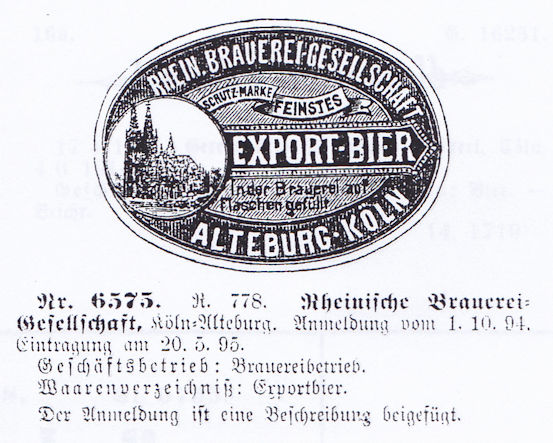 RHEIN. BRAUEREI-GESELLSCHAFT
SCHUTZ-MARKE
FEINSTES
EXPORT-BIER
In der Brauerei auf
Flaschen gefüllt
ALTEBURG-KÖLN
Nr. 6575. R. 778. Rheinische Brauerei-
Gesellschaft, Köln-Alteburg. Anmeldung vom 1. 10. 94.
Eintragung am 20. 5. 95.
Geschäftsbetrieb: Brauereibetrieb.
Waarenverzeichniß: Exportbier.
Der Anmeldung ist eine Beschreibung beigefügt.